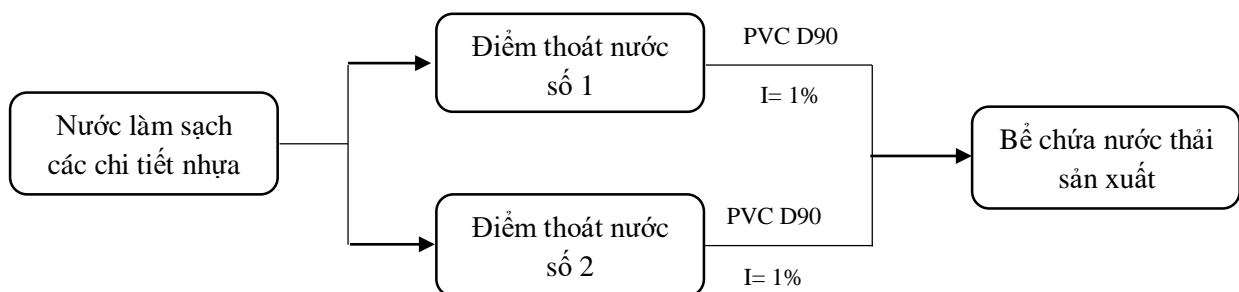 Nước làm sạch
các chi tiết nhựa
Điểm thoát nước
số 1
PVC D90
I= 1%
Điểm thoát nước
số 2
PVC D90
I= 1%
Bể chứa nước thải
sản xuất